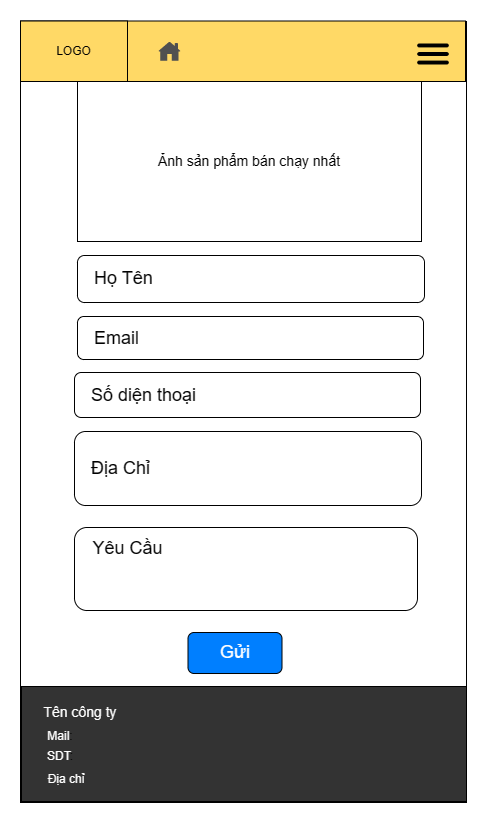 LOGO
Ảnh sản phẩm bán chạy nhất
Họ Tên
Email
Số diện thoại
Địa Chỉ
Yêu Cầu
Gửi
Tên công ty
Mail
SDT
Địa chỉ